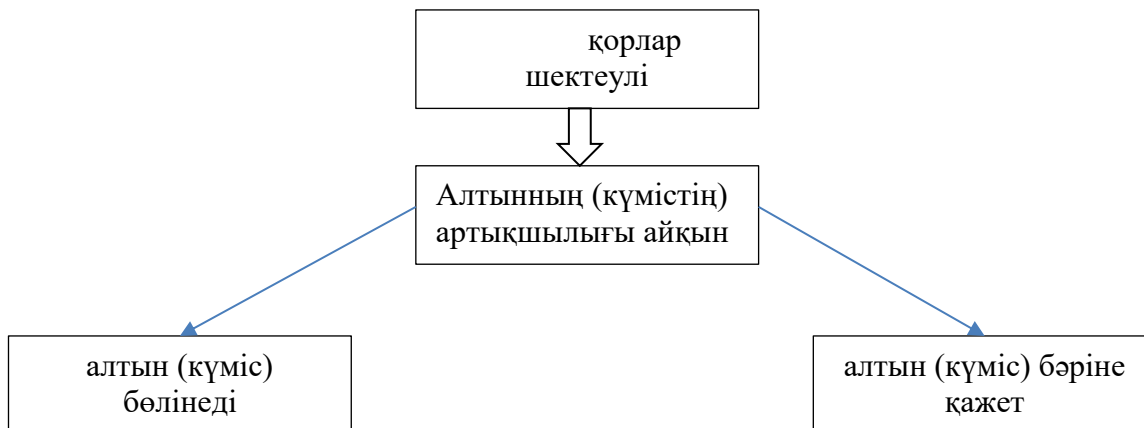 қорлар
шектеулі
Алтынның (күмістің)
артықшылығы айқын
алтын (күміс)
бөлінеді
алтын (күміс) бәріне
қажет